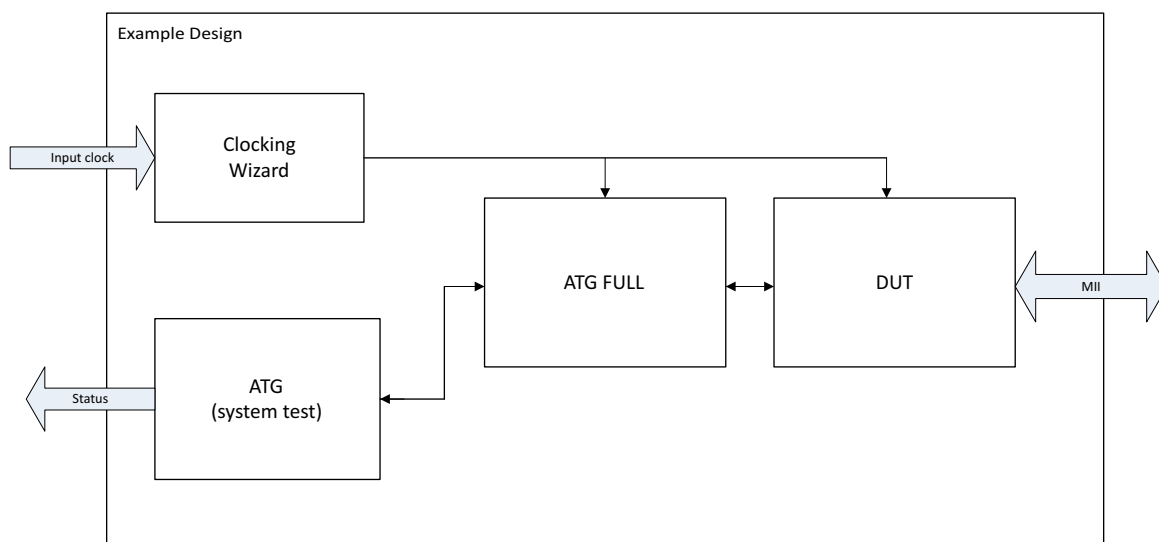 Example Design
Clocking
Wizard
Input clock
ATG FULL
DUT
MII
ATG
(system test)
Status